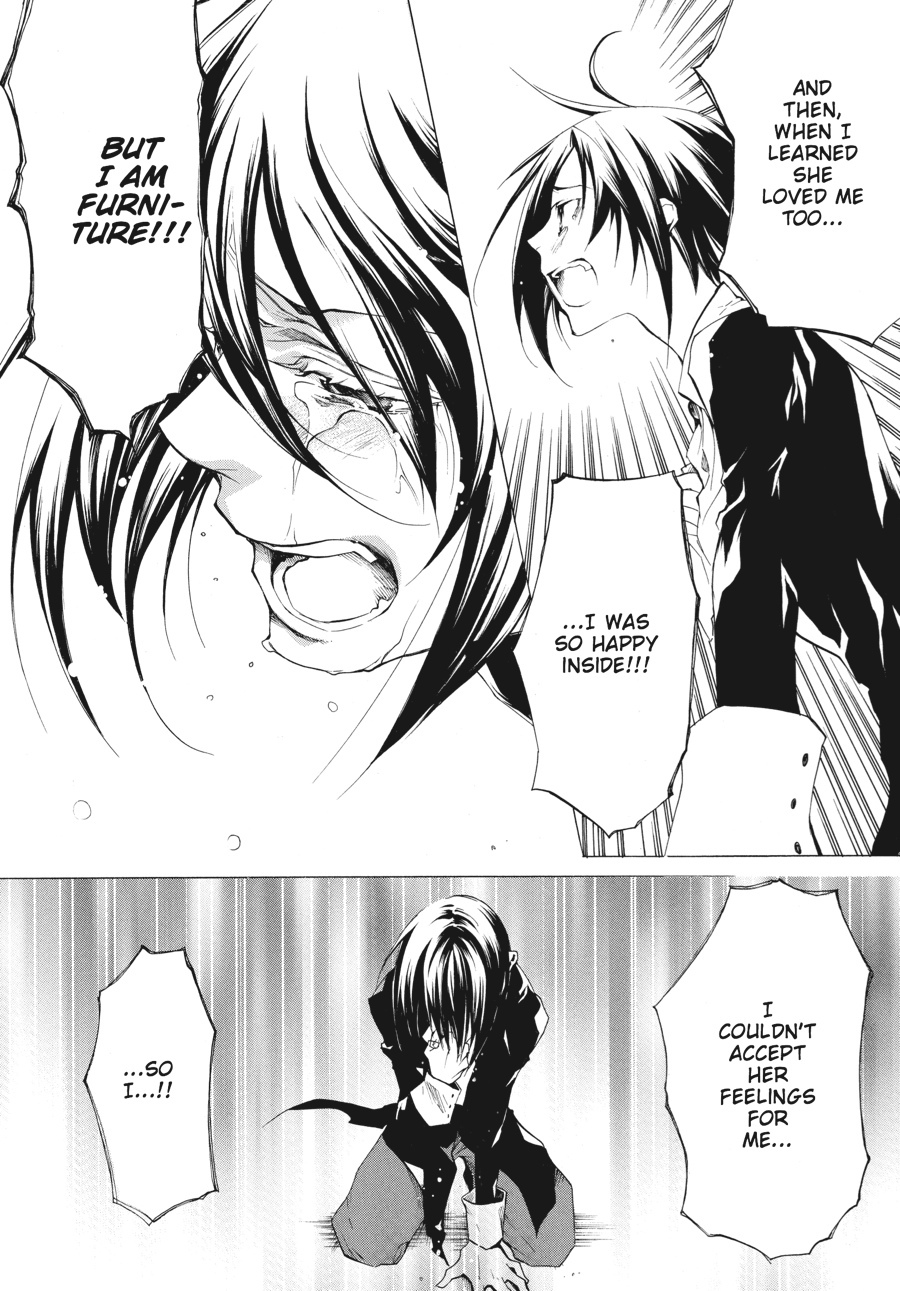 AND
THEN,
WHEN I
LEARNED
SHE
LOVED ME
TOO...
...I WAS
SO HAPPY
INSIDE!!!
BUT
I AM
FURNI-
TURE!!!
I
COULDN'T
ACCEPT
HER
FEELINGS
FOR
ME...
...SO
I...!!